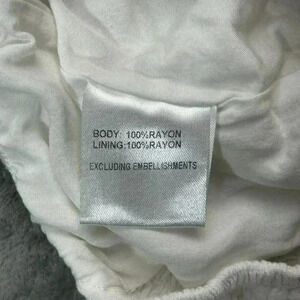 BODY: 100%RAYON
LINING:100%RAYON
EXCLUDING EMBELLISHMENTS